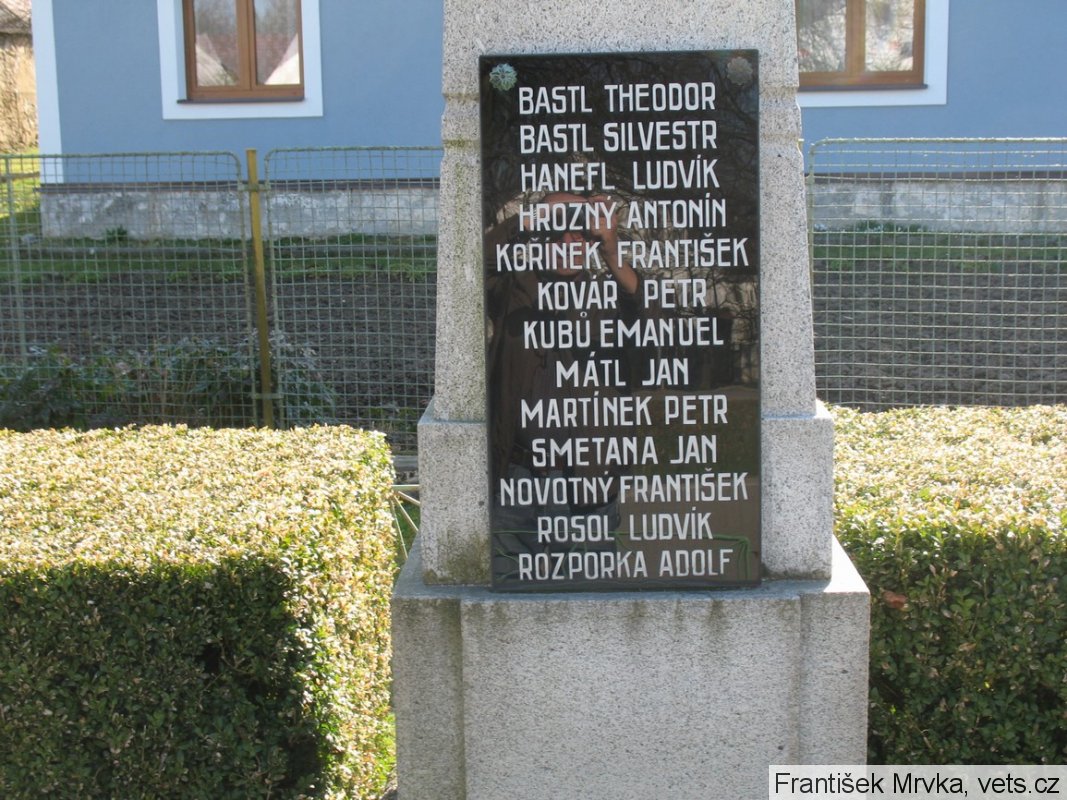 BASTL THEODOR
BASTL SILVESTR
HANEFL LUDVÍK
HROZNÝ ANTONÍN
KOŘÍNEK FRANTIŠEK
KOVÁŘ PETR
KUBŮ EMANUEL
MÁTL JAN
MARTÍNEK PETR
SMETANA JAN
NOVOTNÝ FRANTIŠEK
ROSOL LUDVÍK
ROZPORKA ADOLF
František Mrvka, vets.cz